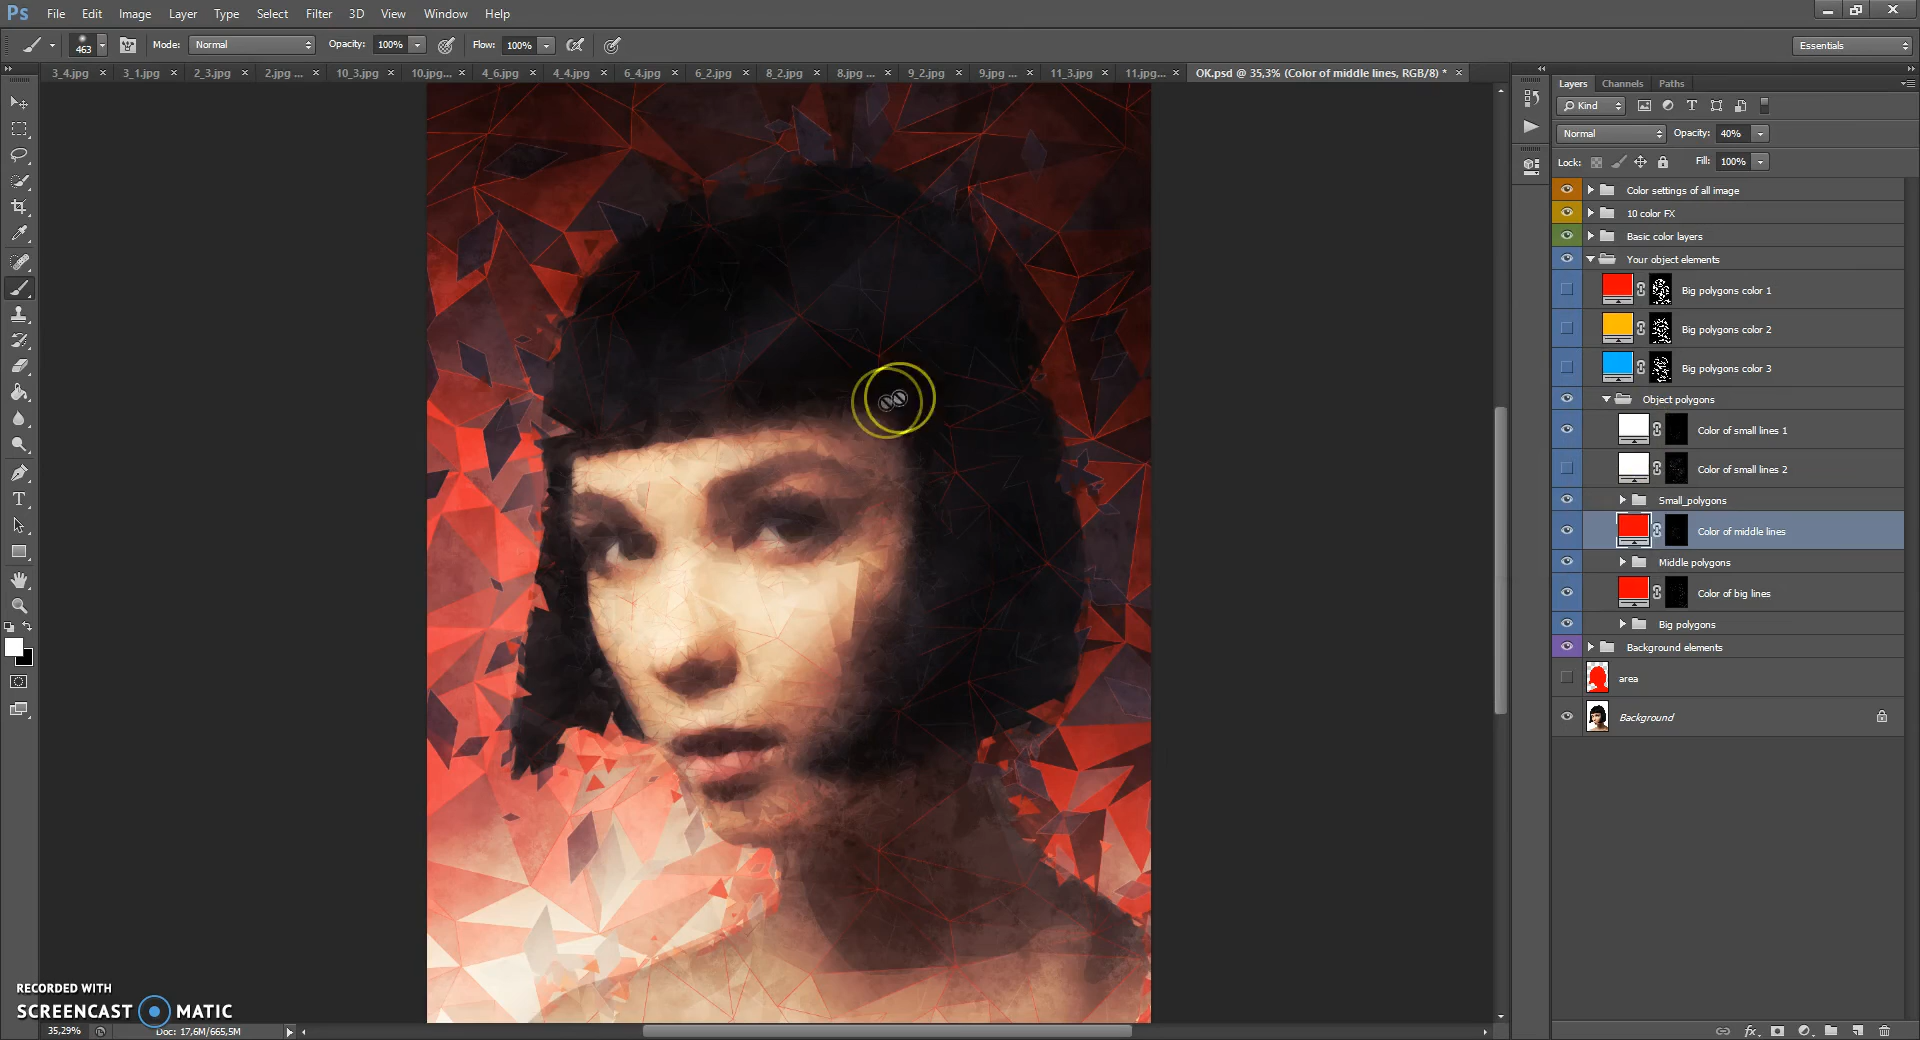 Ps File Edit Image Layer Type Select Filter 3D View Window Help
463 Mode: Normal Opacity: 100% Flow: 100% Essentials
3_4.jpg × 3_1.jpg × 2_3.jpg × 2.jpg ... × 10_3.jpg × 10.jpg... × 4_6.jpg × 4_4.jpg × 6_4.jpg × 6_2.jpg × 8_2.jpg × 8.jpg ... × 9_2.jpg × 9.jpg ... × 11_3.jpg × 11.jpg... × OK.psd @ 35,3% (Color of middle lines, RGB/8) * ×
Layers Channels Paths
Kind
Normal Opacity: 40%
Lock: Fill: 100%
Color settings of all image
10 color FX
Basic color layers
Your object elements
Big polygons color 1
Big polygons color 2
Big polygons color 3
Object polygons
Color of small lines 1
Color of small lines 2
Small_polygons
Color of middle lines
Middle polygons
Color of big lines
Big polygons
Background elements
area
Background
RECORDED WITH
SCREENCAST MATIC
35,29% Doc: 17,6M/665,5M